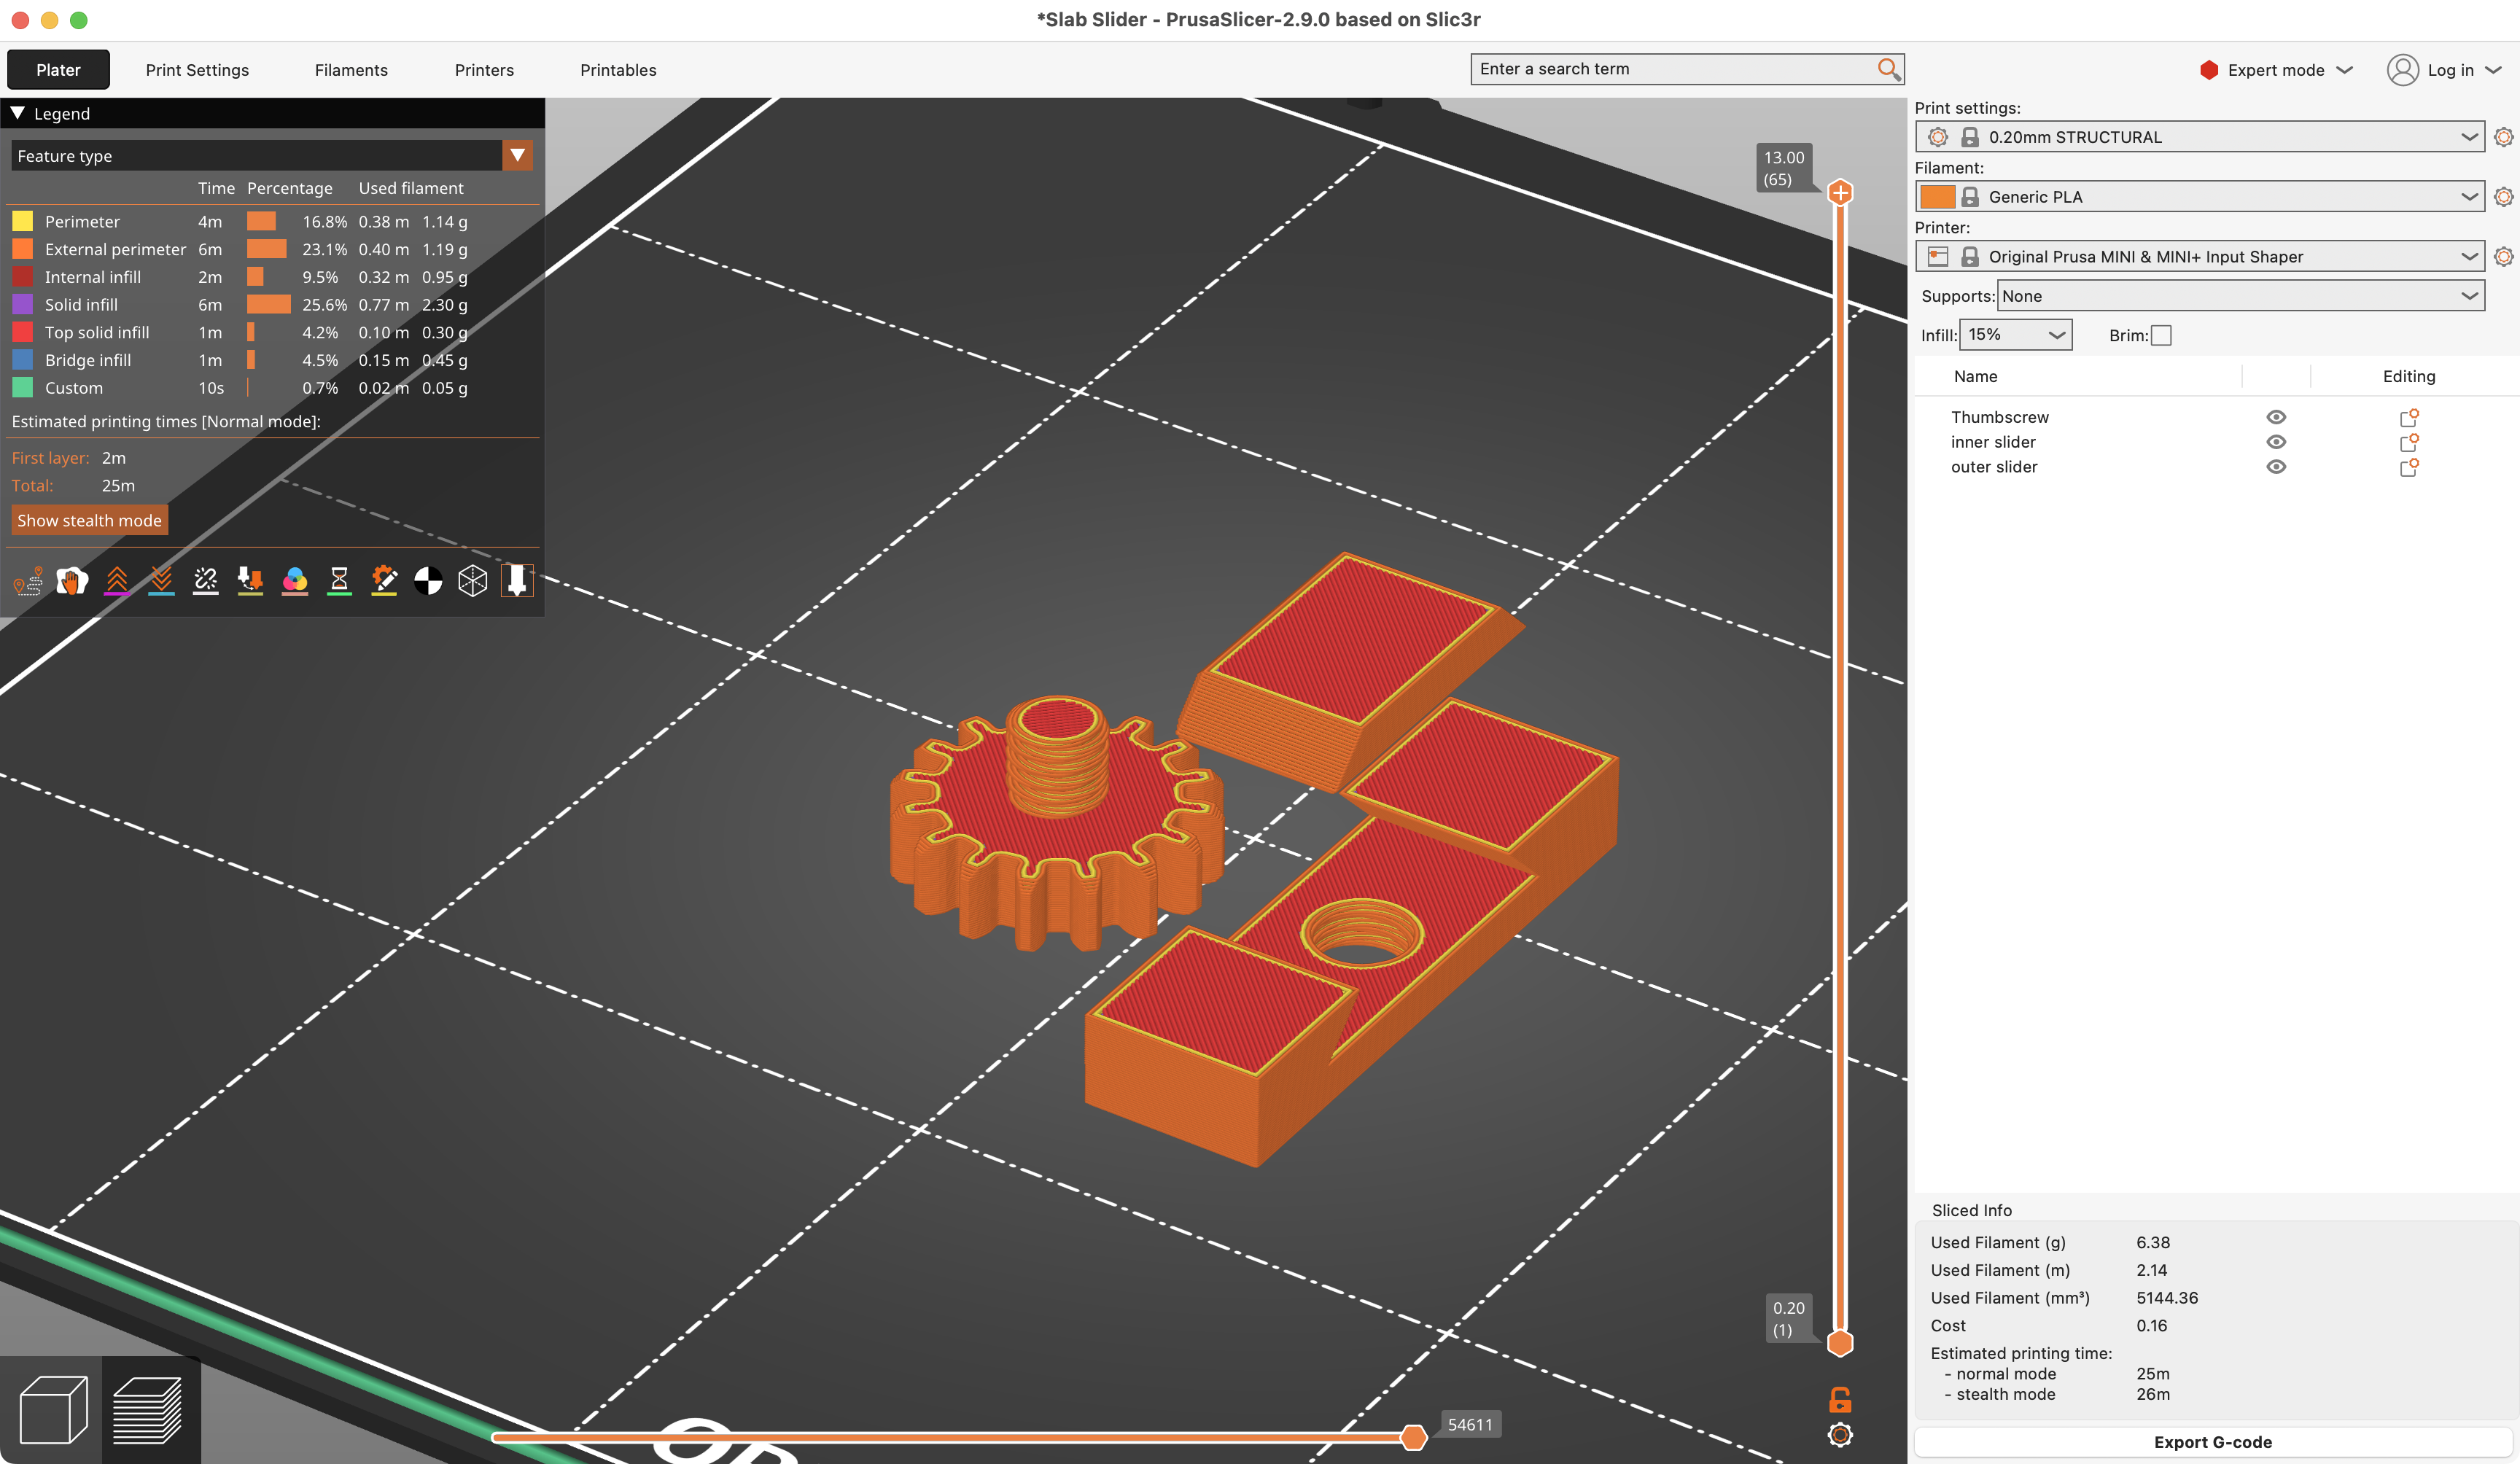 *Slab Slider - PrusaSlicer-2.9.0 based on Slic3r
Plater Print Settings Filaments Printers Printables
Enter a search term
Expert mode Log in
Legend
Feature type
Time Percentage Used filament
Perimeter 4m 16.8% 0.38 m 1.14 g
External perimeter 6m 23.1% 0.40 m 1.19 g
Internal infill 2m 9.5% 0.32 m 0.95 g
Solid infill 6m 25.6% 0.77 m 2.30 g
Top solid infill 1m 4.2% 0.10 m 0.30 g
Bridge infill 1m 4.5% 0.15 m 0.45 g
Custom 10s 0.7% 0.02 m 0.05 g
Estimated printing times [Normal mode]:
First layer: 2m
Total: 25m
Show stealth mode
13.00
(65)
0.20
(1)
54611
Print settings:
0.20mm STRUCTURAL
Filament:
Generic PLA
Printer:
Original Prusa MINI & MINI+ Input Shaper
Supports: None
Infill: 15% Brim:
Name Editing
Thumbscrew
inner slider
outer slider
Sliced Info
Used Filament (g) 6.38
Used Filament (m) 2.14
Used Filament (mm³) 5144.36
Cost 0.16
Estimated printing time:
- normal mode 25m
- stealth mode 26m
Export G-code